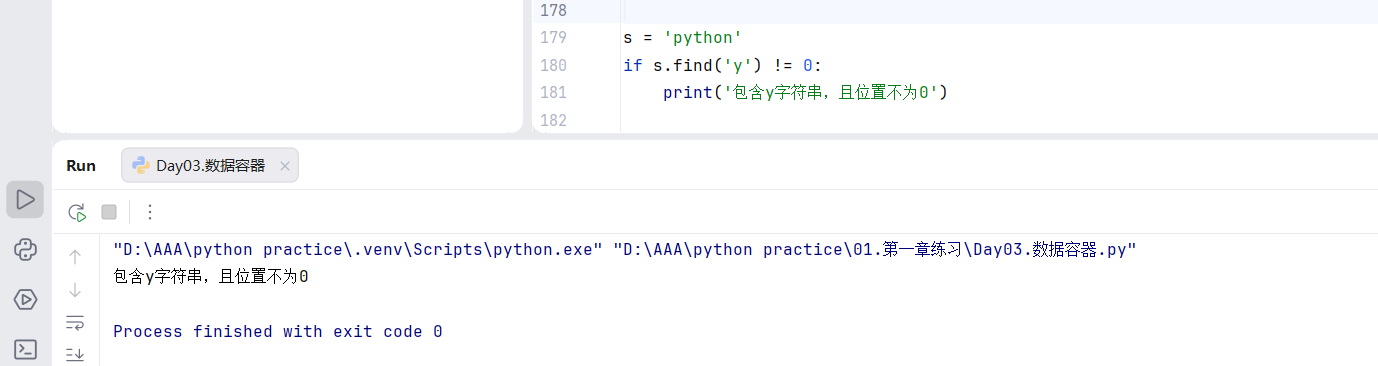 178
179 s = 'python'
180 if s.find('y') != 0:
181     print('包含y字符串，且位置不为0')
182
Run Day03.数据容器
"D:\AAA\python practice\.venv\Scripts\python.exe" "D:\AAA\python practice\01.第一章练习\Day03.数据容器.py"
包含y字符串，且位置不为0
Process finished with exit code 0